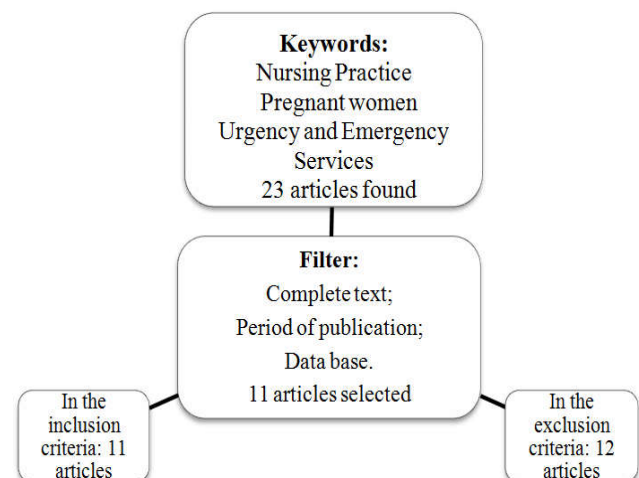 Keywords:
Nursing Practice
Pregnant women
Urgency and Emergency
Services
23 articles found
Filter:
Complete text;
Period of publication;
Data base.
11 articles selected
In the
inclusion
criteria: 11
articles
In the
exclusion
criteria: 12
articles